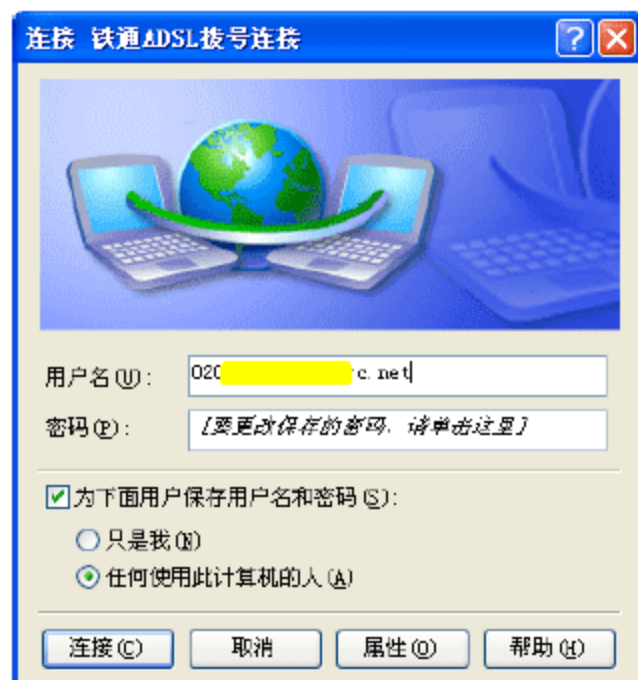 连接 铁通ADSL拨号连接
用户名(U):
020 c.net
密码(P):
[要更改保存的密码，请单击这里]
为下面用户保存用户名和密码(S):
只是我(N)
任何使用此计算机的人(A)
连接(C)
取消
属性(O)
帮助(H)